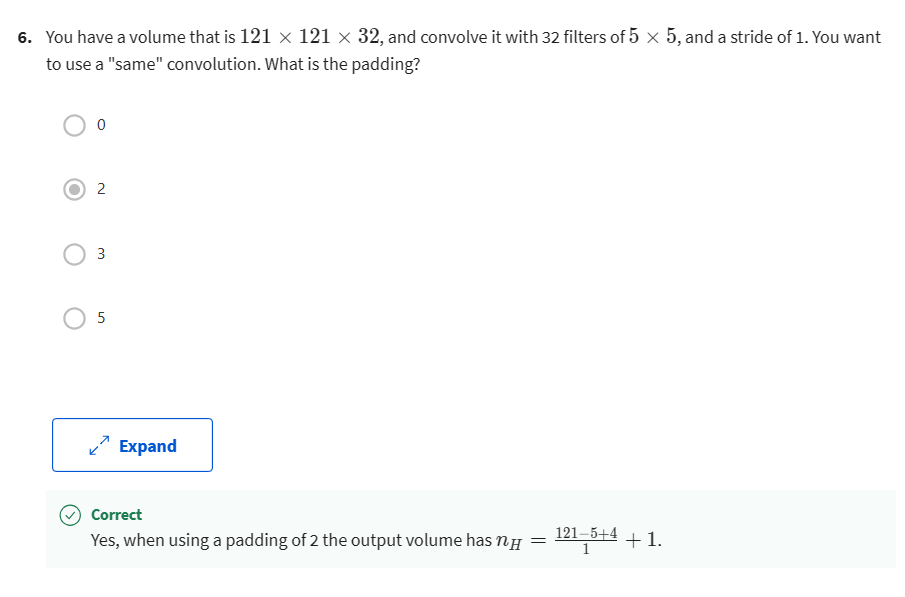 6. You have a volume that is 121 × 121 × 32, and convolve it with 32 filters of 5 × 5, and a stride of 1. You want
to use a "same" convolution. What is the padding?
0
2
3
5
Expand
Correct
Yes, when using a padding of 2 the output volume has n_H = (121−5+4)/1 + 1.